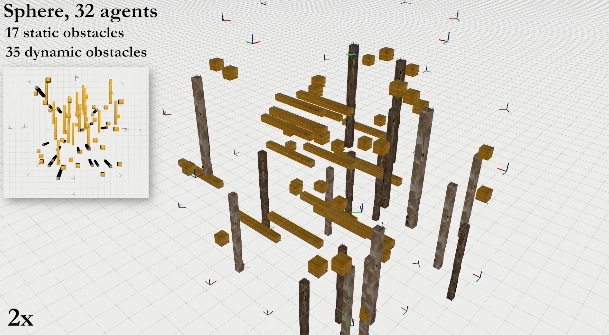 Sphere, 32 agents
17 static obstacles
35 dynamic obstacles
2x